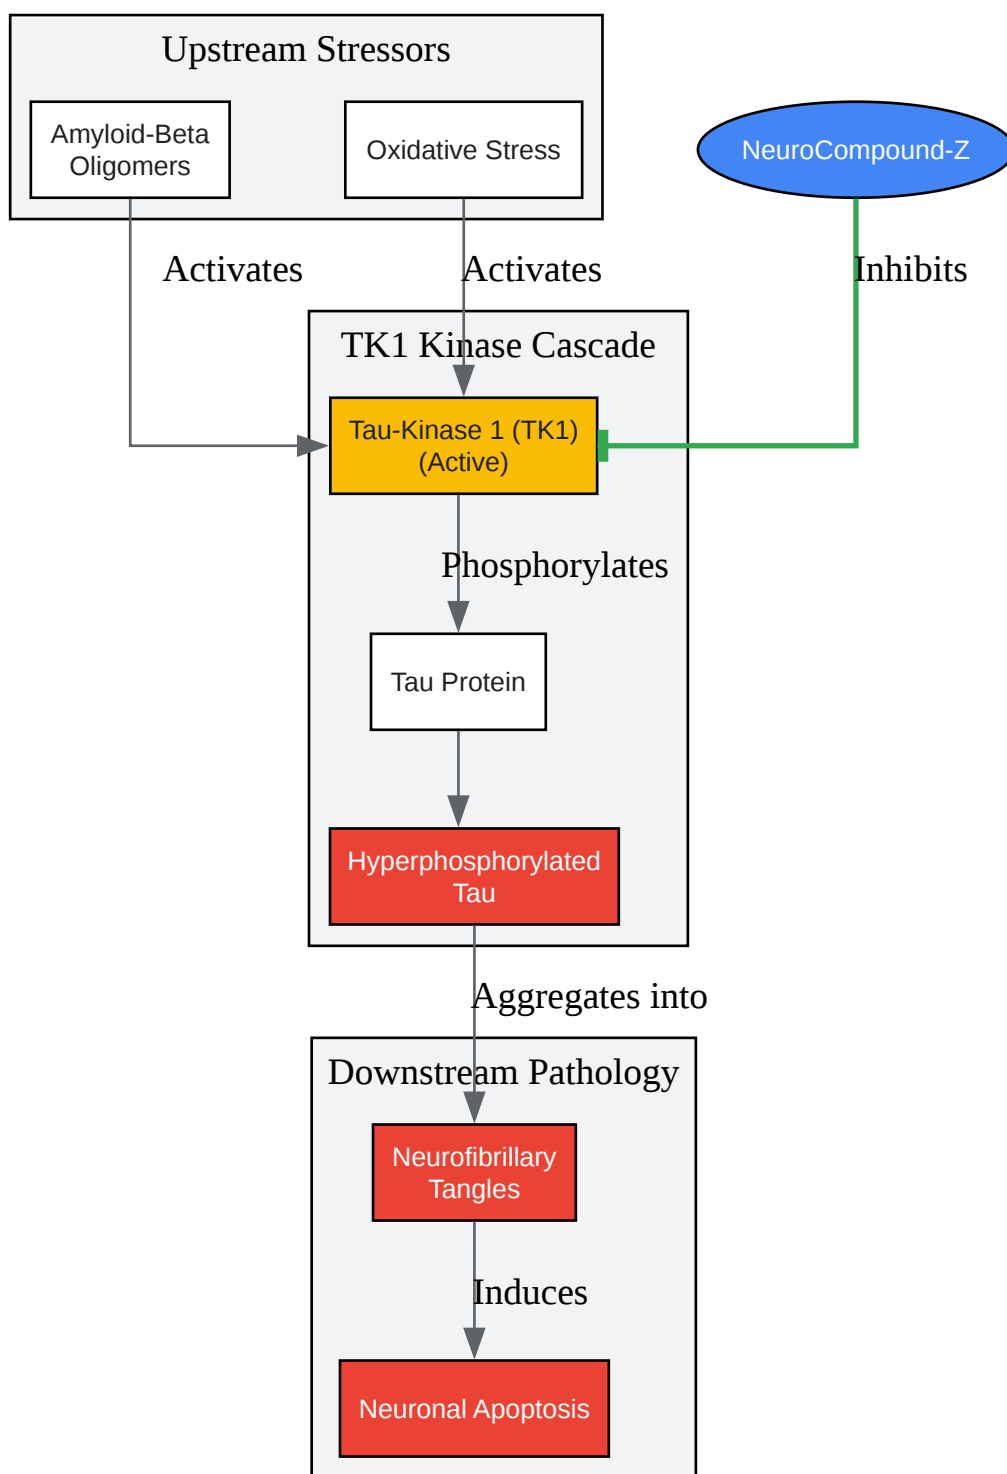 Upstream Stressors
Amyloid-Beta
Oligomers
Oxidative Stress
NeuroCompound-Z
Activates
Activates
Inhibits
TK1 Kinase Cascade
Tau-Kinase 1 (TK1)
(Active)
Phosphorylates
Tau Protein
Hyperphosphorylated
Tau
Aggregates into
Downstream Pathology
Neurofibrillary
Tangles
Induces
Neuronal Apoptosis